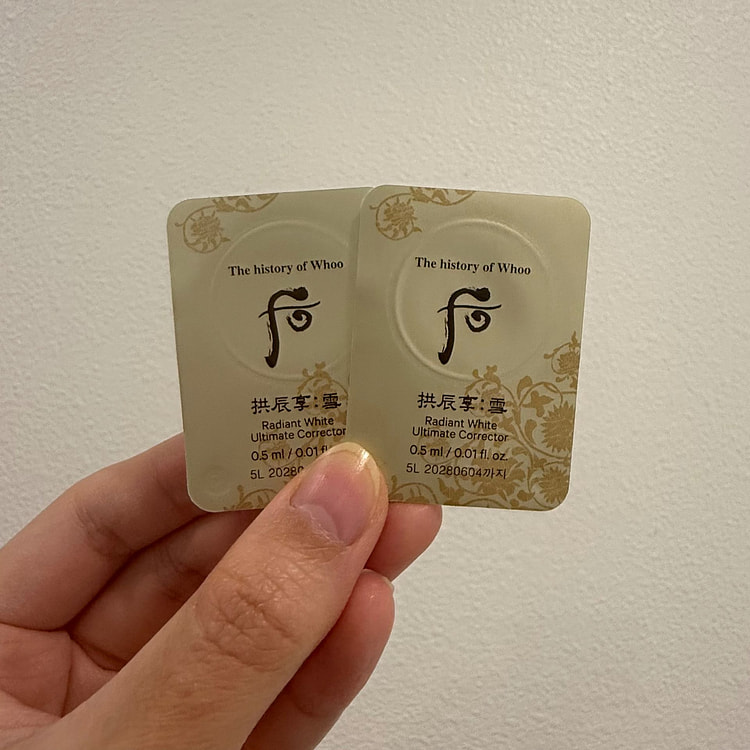 The history of Whoo
拱辰享:雪
Radiant White
Ultimate Corrector
0.5 ml / 0.01 fl.
5L 20280
The history of Whoo
拱辰享:雪
Radiant White
Ultimate Corrector
0.5 ml / 0.01 fl. oz.
5L 20280604까지